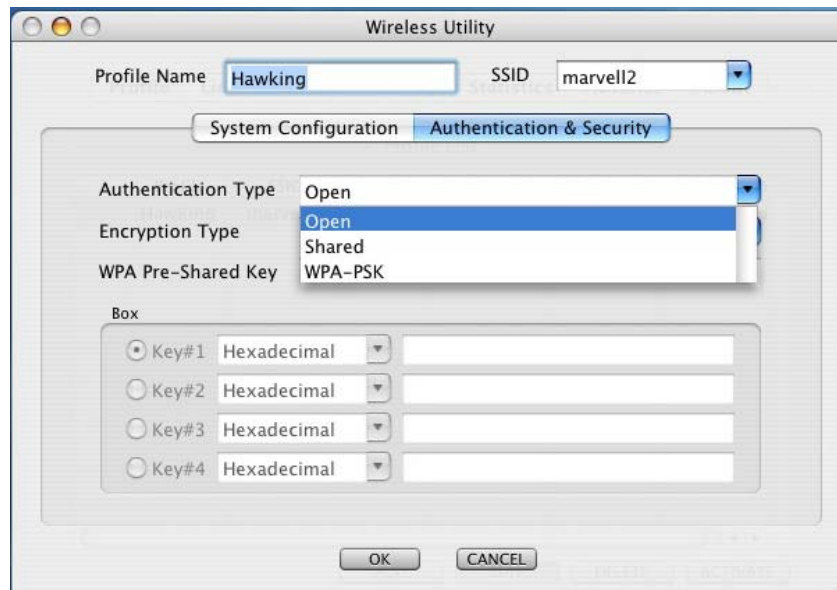 Wireless Utility
Profile Name Hawking SSID marvell2
System Configuration Authentication & Security
Authentication Type Open
Open
Encryption Type
Shared
WPA Pre-Shared Key WPA-PSK
Box
Key#1 Hexadecimal
Key#2 Hexadecimal
Key#3 Hexadecimal
Key#4 Hexadecimal
OK CANCEL
DELETE ACTIVATE